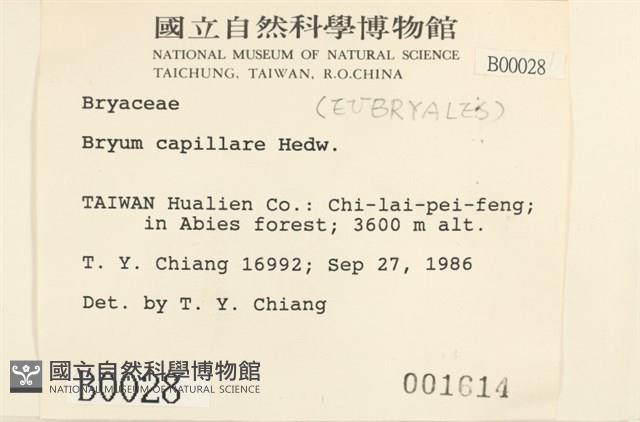 國立自然科學博物館
NATIONAL MUSEUM OF NATURAL SCIENCE
TAICHUNG, TAIWAN, R.O.CHINA
B00028
Bryaceae (EUBRYALES)
Bryum capillare Hedw.
TAIWAN Hualien Co.: Chi-lai-pei-feng;
in Abies forest; 3600 m alt.
T. Y. Chiang 16992; Sep 27, 1986
Det. by T. Y. Chiang
國立自然科學博物館
NATIONAL MUSEUM OF NATURAL SCIENCE
B0028
001614